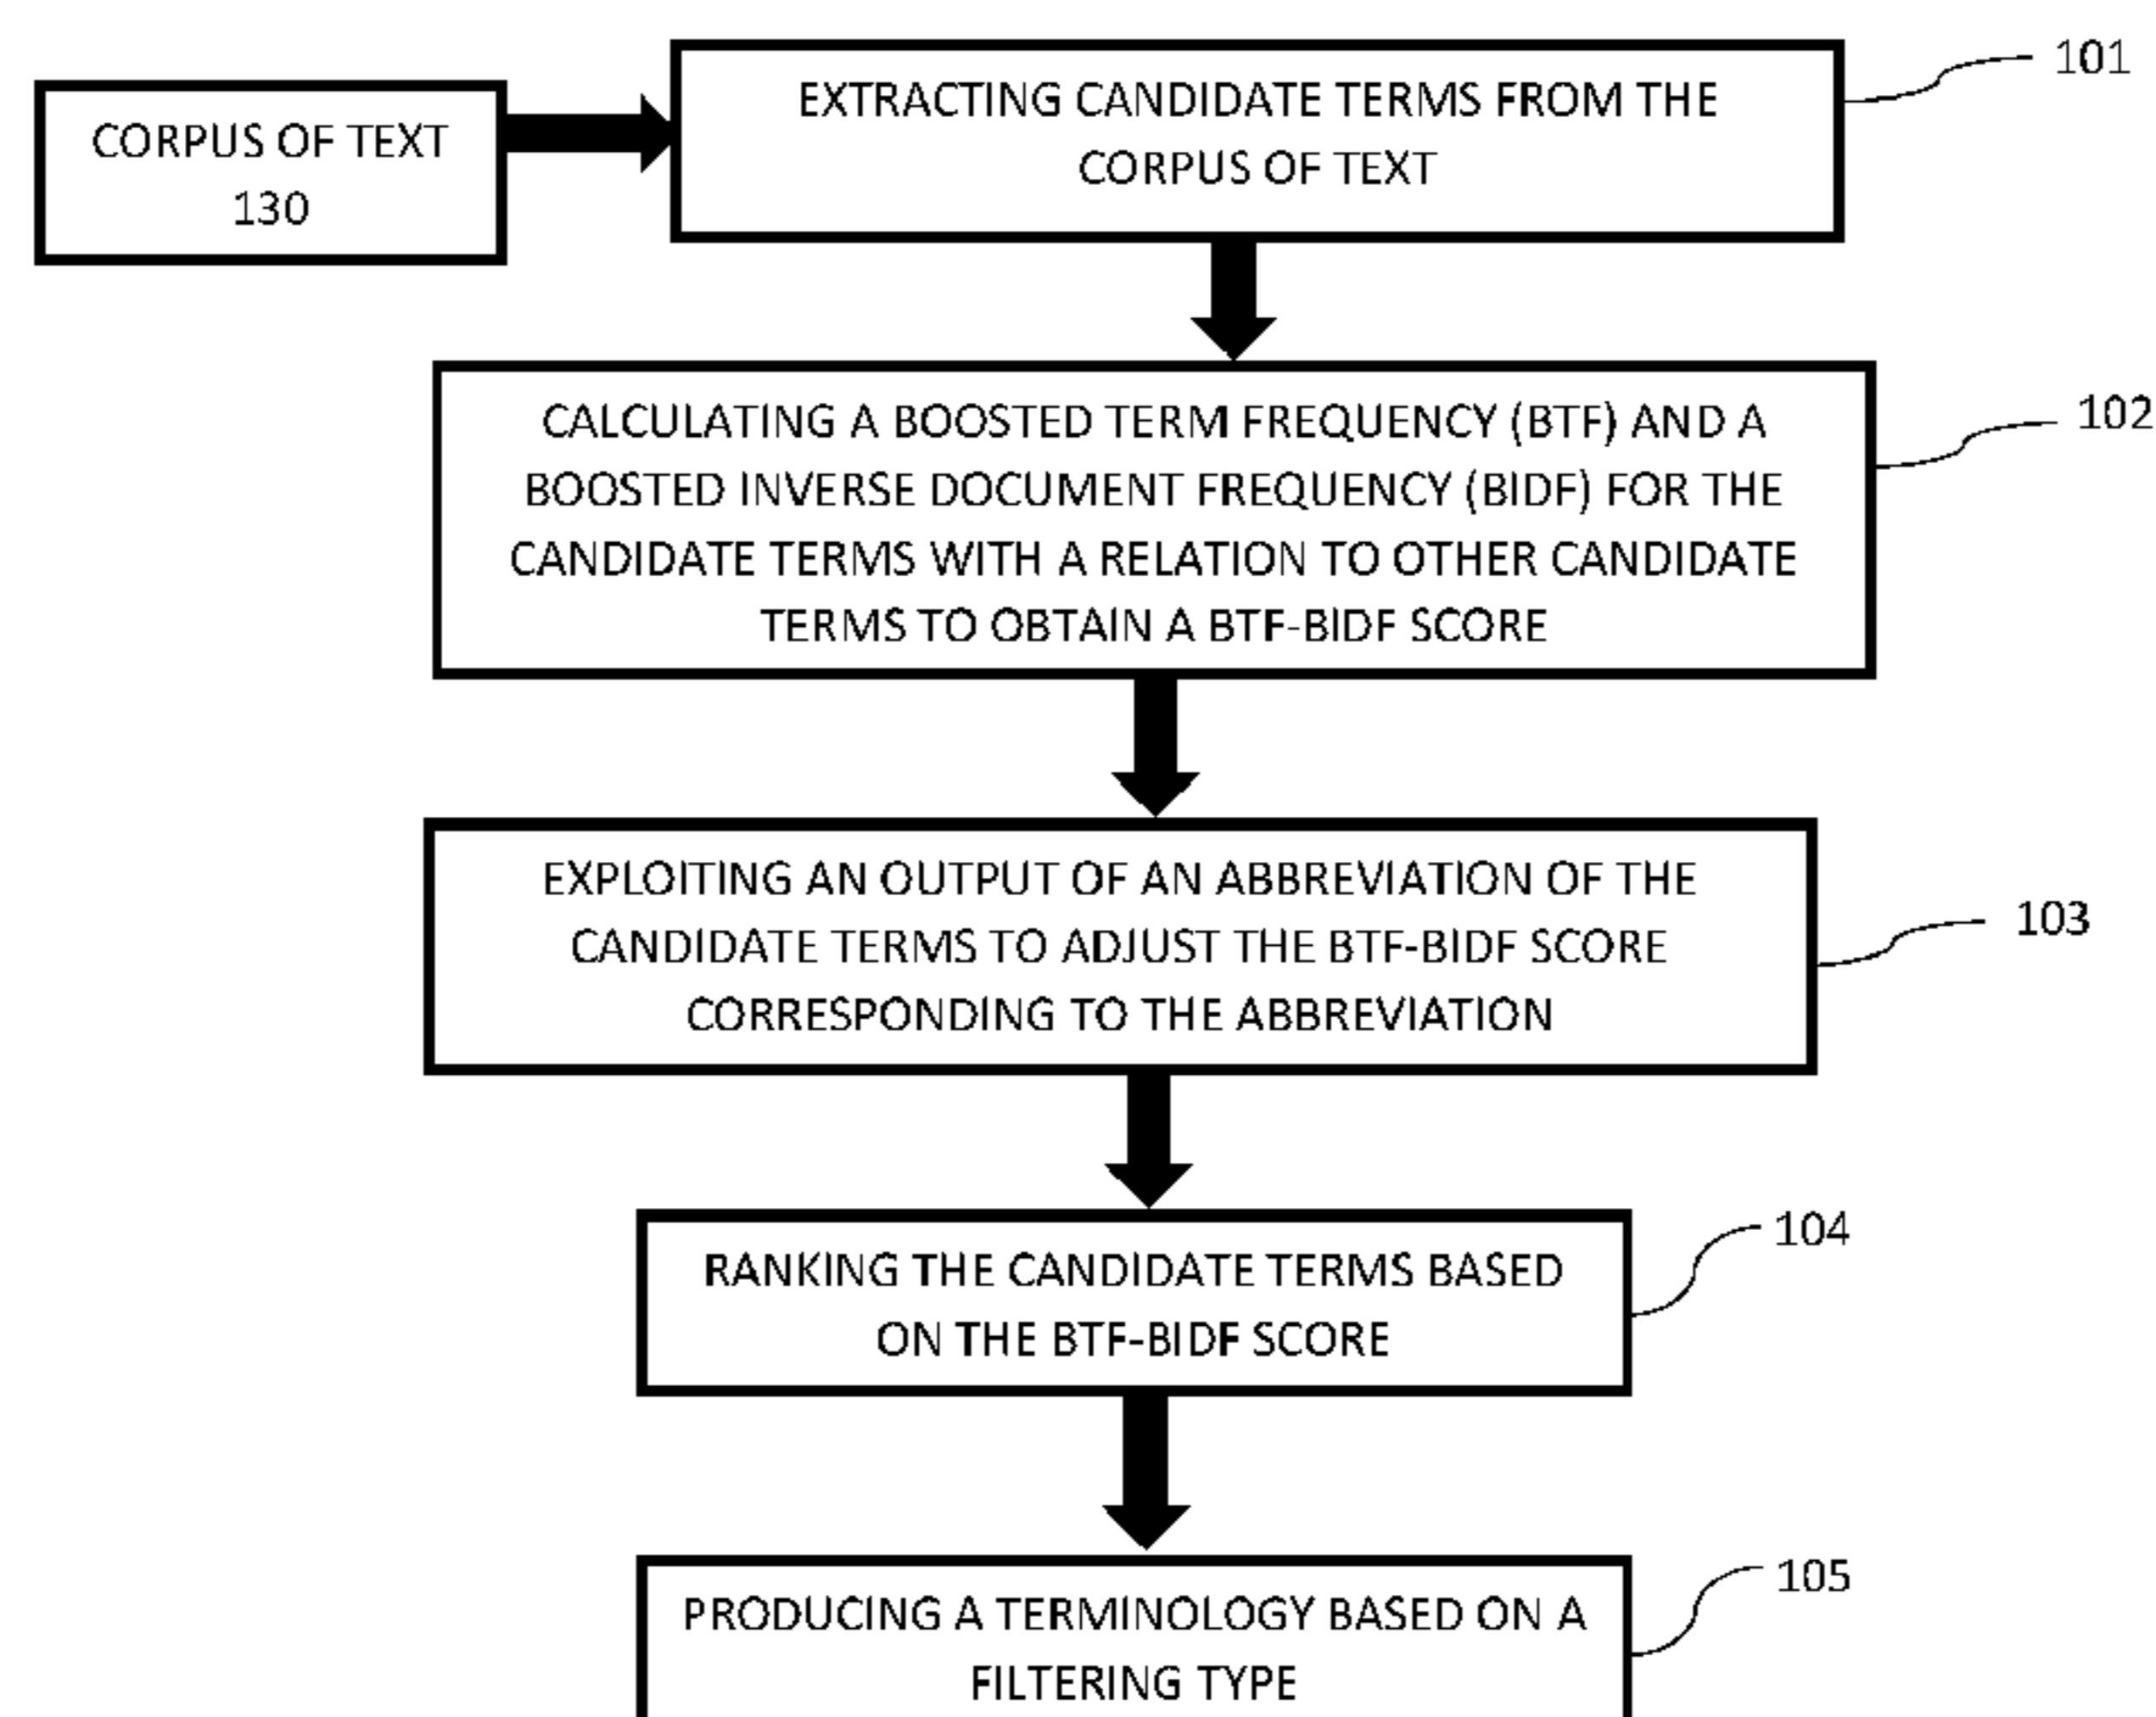 CORPUS OF TEXT
130
EXTRACTING CANDIDATE TERMS FROM THE
CORPUS OF TEXT
101
CALCULATING A BOOSTED TERM FREQUENCY (BTF) AND A
BOOSTED INVERSE DOCUMENT FREQUENCY (BIDF) FOR THE
CANDIDATE TERMS WITH A RELATION TO OTHER CANDIDATE
TERMS TO OBTAIN A BTF-BIDF SCORE
102
EXPLOITING AN OUTPUT OF AN ABBREVIATION OF THE
CANDIDATE TERMS TO ADJUST THE BTF-BIDF SCORE
CORRESPONDING TO THE ABBREVIATION
103
RANKING THE CANDIDATE TERMS BASED
ON THE BTF-BIDF SCORE
104
PRODUCING A TERMINOLOGY BASED ON A
FILTERING TYPE
105